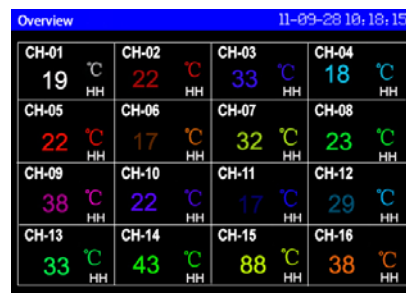 Overview 11-09-28 10:18:15
CH-01 CH-02 CH-03 CH-04
19 °C 22 °C 33 °C 18 °C
HH HH HH HH
CH-05 CH-06 CH-07 CH-08
22 °C 17 °C 32 °C 23 °C
HH HH HH HH
CH-09 CH-10 CH-11 CH-12
38 °C 22 °C 17 °C 29 °C
HH HH HH HH
CH-13 CH-14 CH-15 CH-16
33 °C 43 °C 88 °C 38 °C
HH HH HH HH